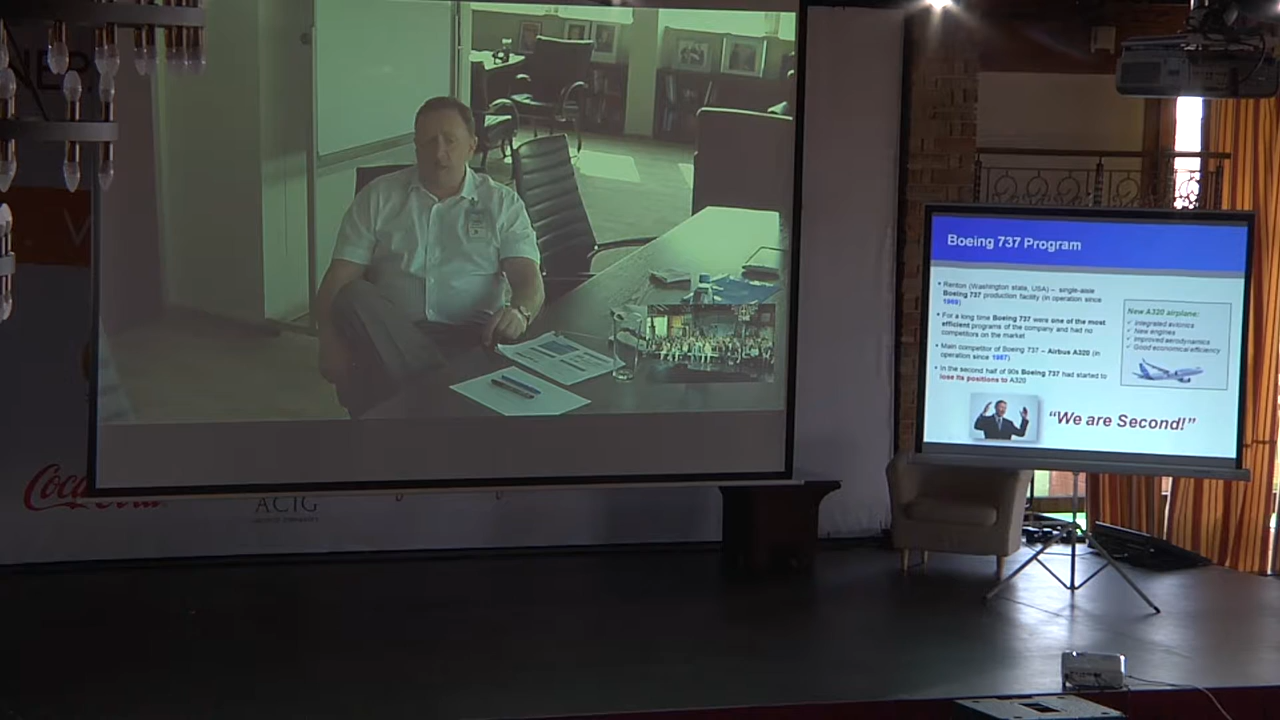 Boeing 737 Program
Renton (Washington state, USA) – single-aisle
Boeing 737 production facility (in operation since
For a long time Boeing 737 were one of the most
efficient programs of the company and had no
competitors on the market
Main competitor of Boeing 737 – Airbus A320 (in
operation since 1987)
In the second half of 90s Boeing 737 had started to
lose its positions to A320
New A320 airplane:
Integrated avionics
New engines
Improved aerodynamics
Good economical efficiency
"We are Second!"
Coca-Cola
ACIG